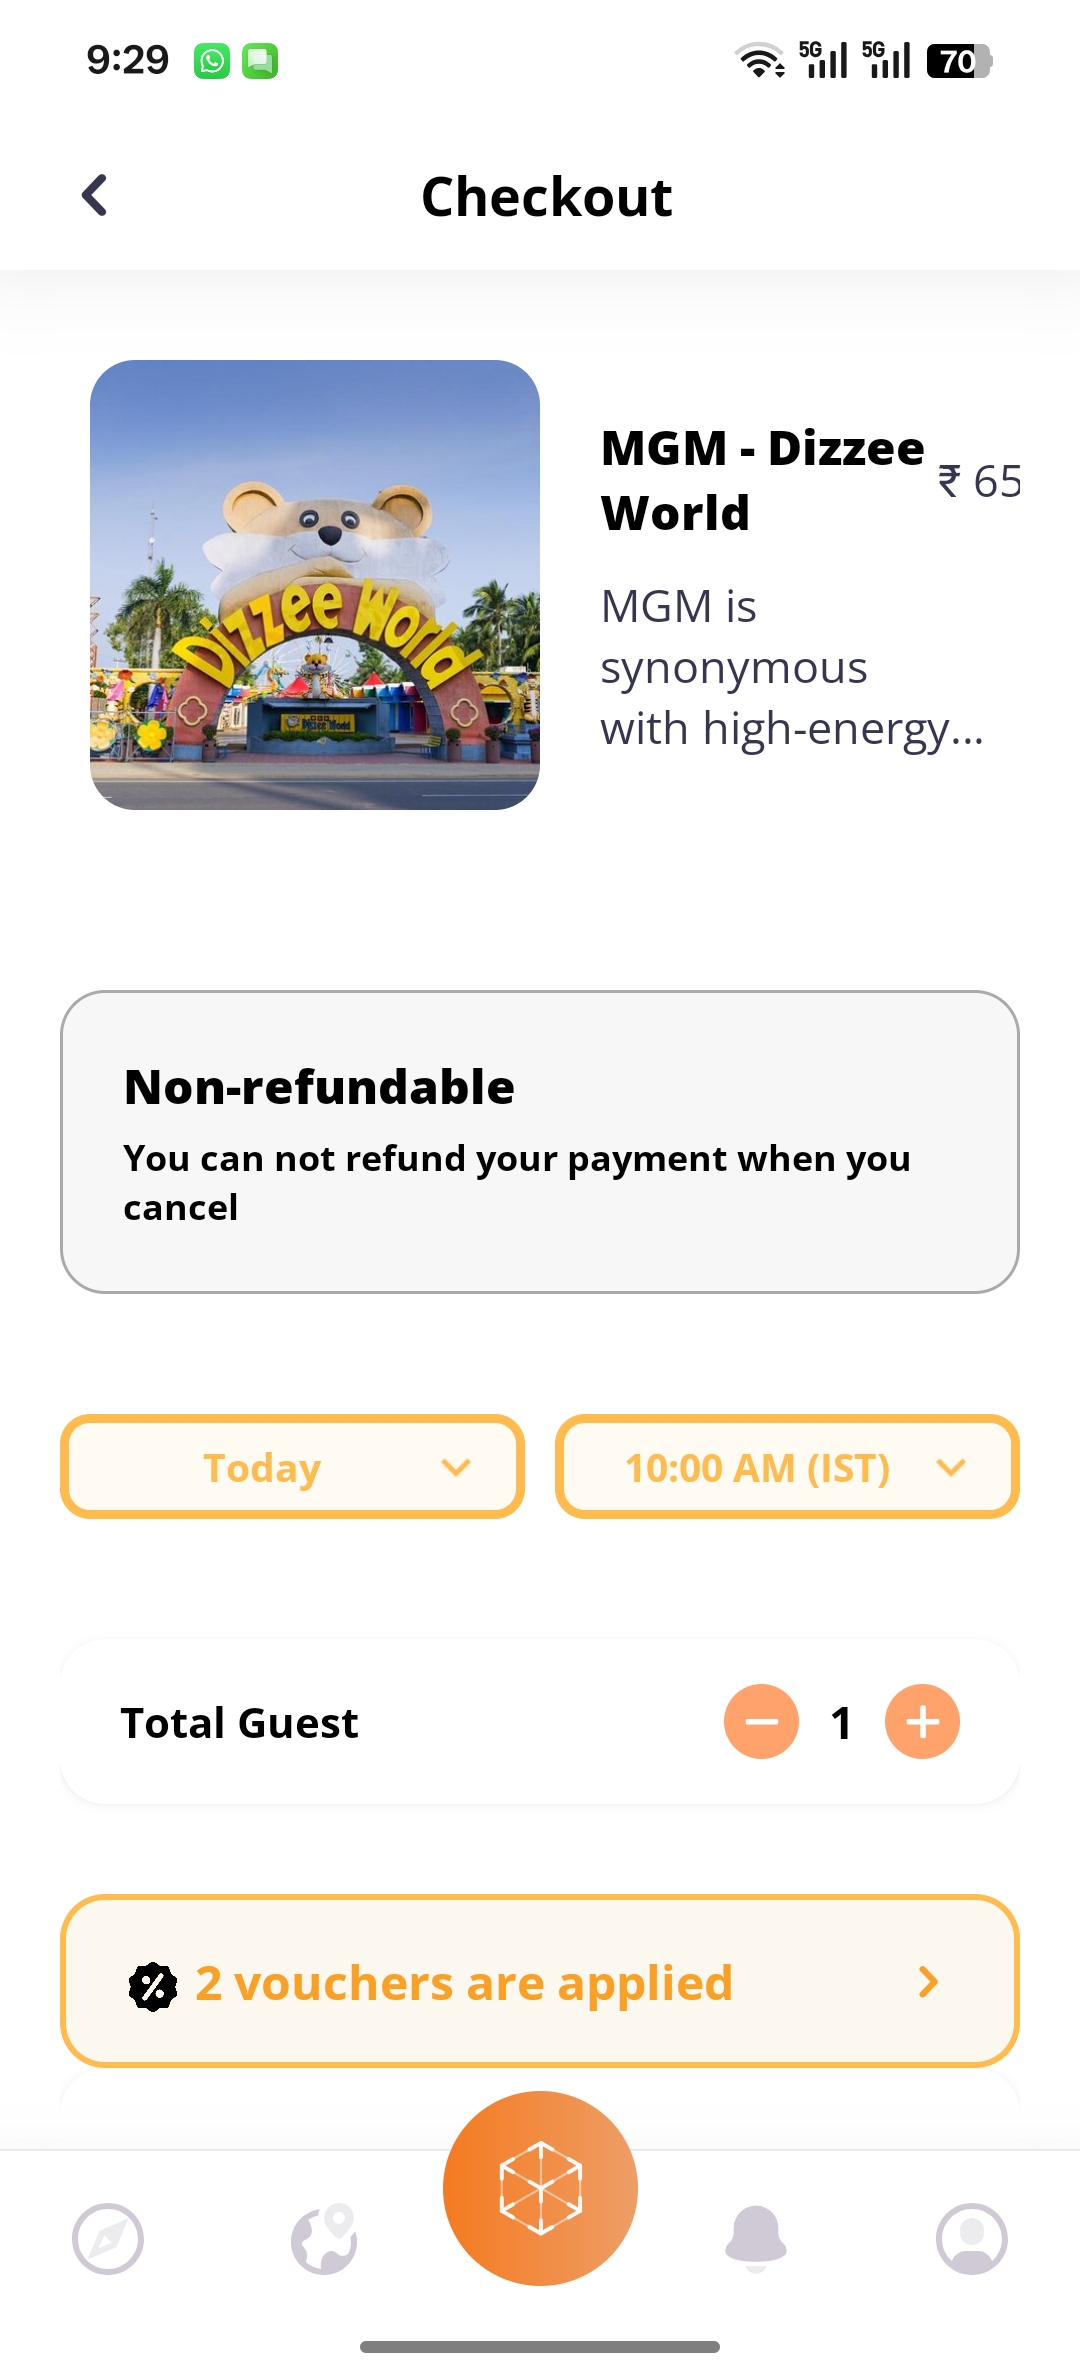 9:29
5G 5G 70
Checkout
MGM - Dizzee
World
₹ 65
MGM is
synonymous
with high-energy...
Dizzee World
Dizzee World
Non-refundable
You can not refund your payment when you
cancel
Today
10:00 AM (IST)
Total Guest
1
2 vouchers are applied